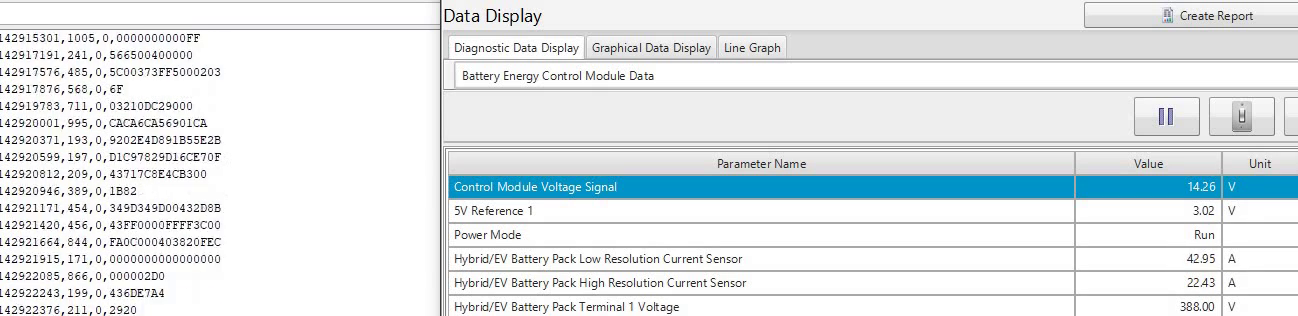 Data Display
Create Report
Diagnostic Data Display Graphical Data Display Line Graph
Battery Energy Control Module Data
142915301,1005,0,0000000000FF
142917191,241,0,566500400000
142917576,485,0,5C00373FF5000203
142917876,568,0,6F
142919783,711,0,03210DC29000
142920001,995,0,CACA6CA56901CA
142920371,193,0,9202E4D891B55E2B
142920599,197,0,D1C97829D16CE70F
142920812,209,0,43717C8E4CB300
142920946,389,0,1B82
142921171,454,0,349D349D00432D8B
142921420,456,0,43FF0000FFFF3C00
142921664,844,0,FA0C000403820FEC
142921915,171,0,0000000000000000
142922085,866,0,000002D0
142922243,199,0,436DE7A4
142922376,211,0,2920
Parameter Name Value Unit
Control Module Voltage Signal 14.26 V
5V Reference 1 3.02 V
Power Mode Run
Hybrid/EV Battery Pack Low Resolution Current Sensor 42.95 A
Hybrid/EV Battery Pack High Resolution Current Sensor 22.43 A
Hybrid/EV Battery Pack Terminal 1 Voltage 388.00 V